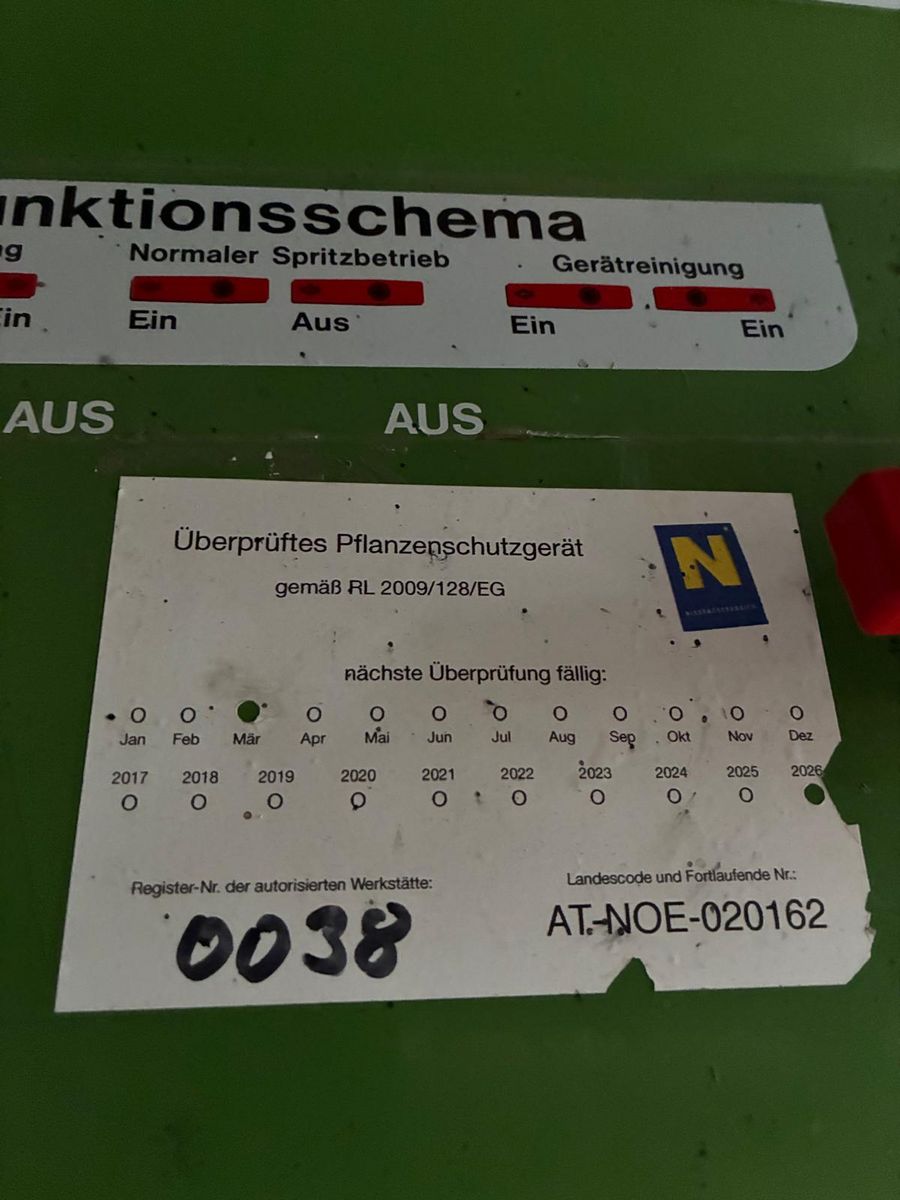 unktionsschema
g Normaler Spritzbetrieb Gerätreinigung
in Ein Aus Ein Ein
AUS AUS
Überprüftes Pflanzenschutzgerät
gemäß RL 2009/128/EG
N
NIEDERÖSTERREICH
nächste Überprüfung fällig:
Jan Feb Mär Apr Mai Jun Jul Aug Sep Okt Nov Dez
2017 2018 2019 2020 2021 2022 2023 2024 2025 2026
Register-Nr. der autorisierten Werkstätte:
0038
Landescode und Fortlaufende Nr.:
AT-NOE-020162